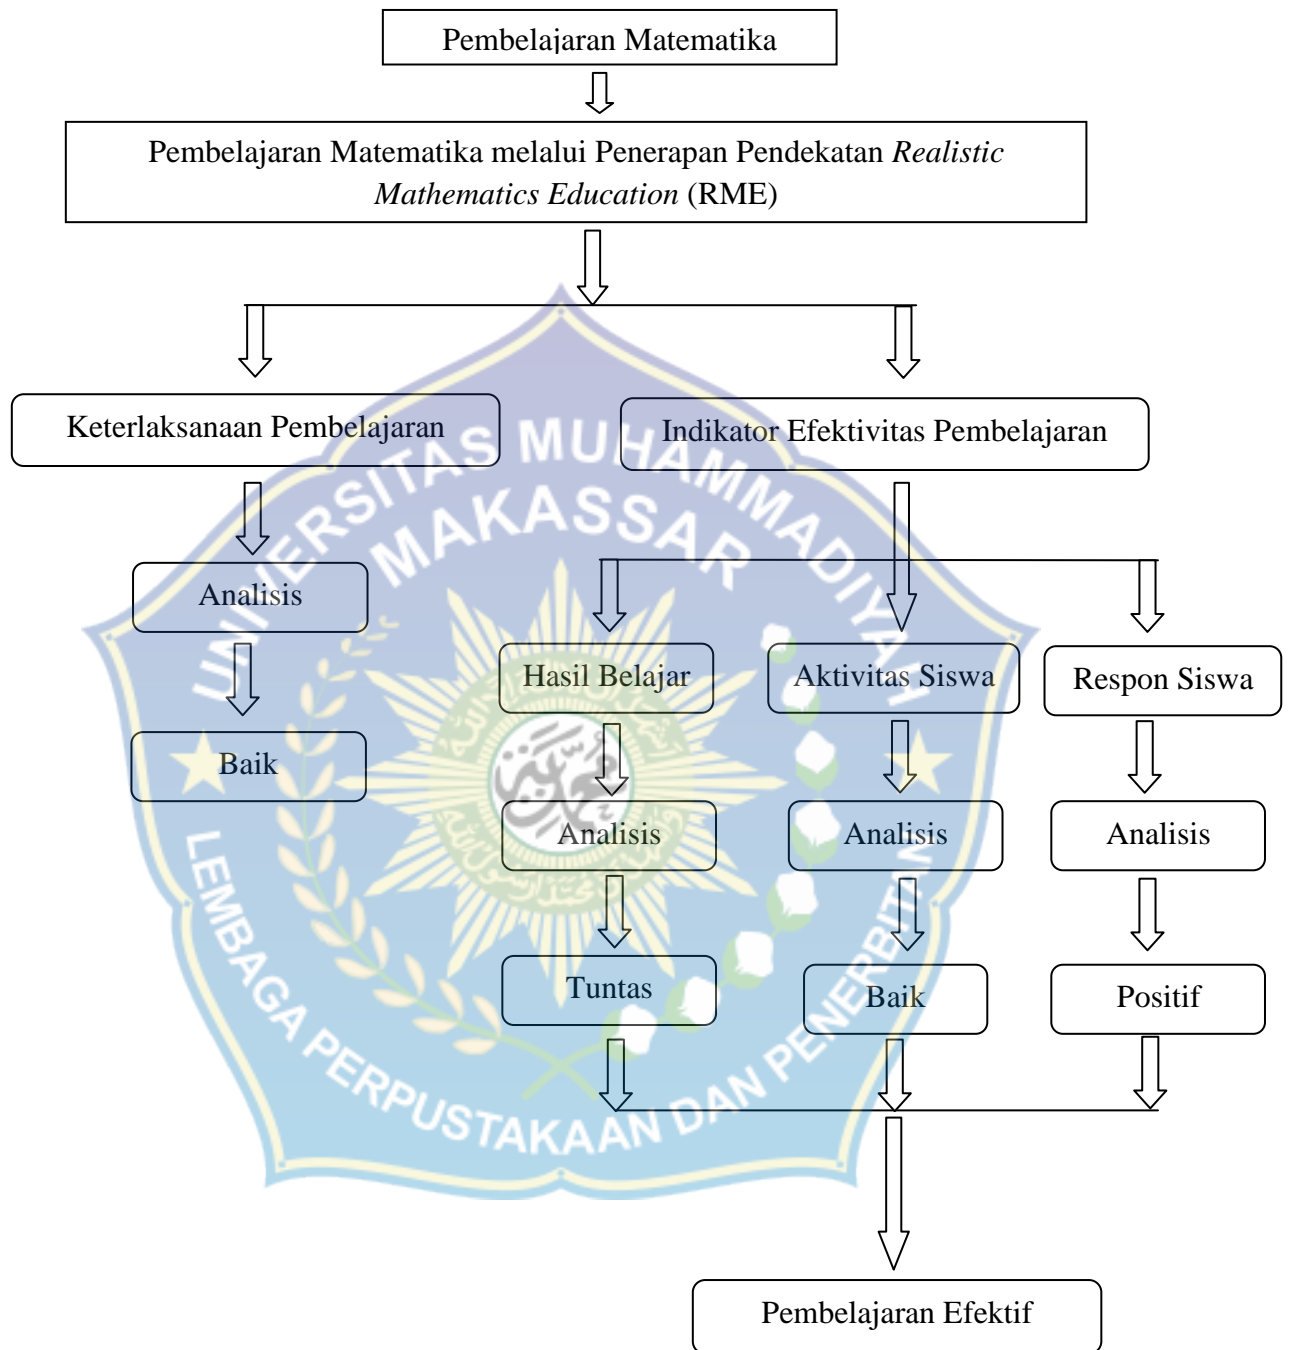 Pembelajaran Matematika
Pembelajaran Matematika melalui Penerapan Pendekatan Realistic
Mathematics Education (RME)
Keterlaksanaan Pembelajaran
Indikator Efektivitas Pembelajaran
UNIVERSITAS MUHAMMADIYAH
MAKASSAR
Analisis
Baik
Hasil Belajar
Aktivitas Siswa
Respon Siswa
Analisis
Analisis
Analisis
Tuntas
Baik
Positif
LEMBAGA PERPUSTAKAAN DAN PENERBITAN
Pembelajaran Efektif